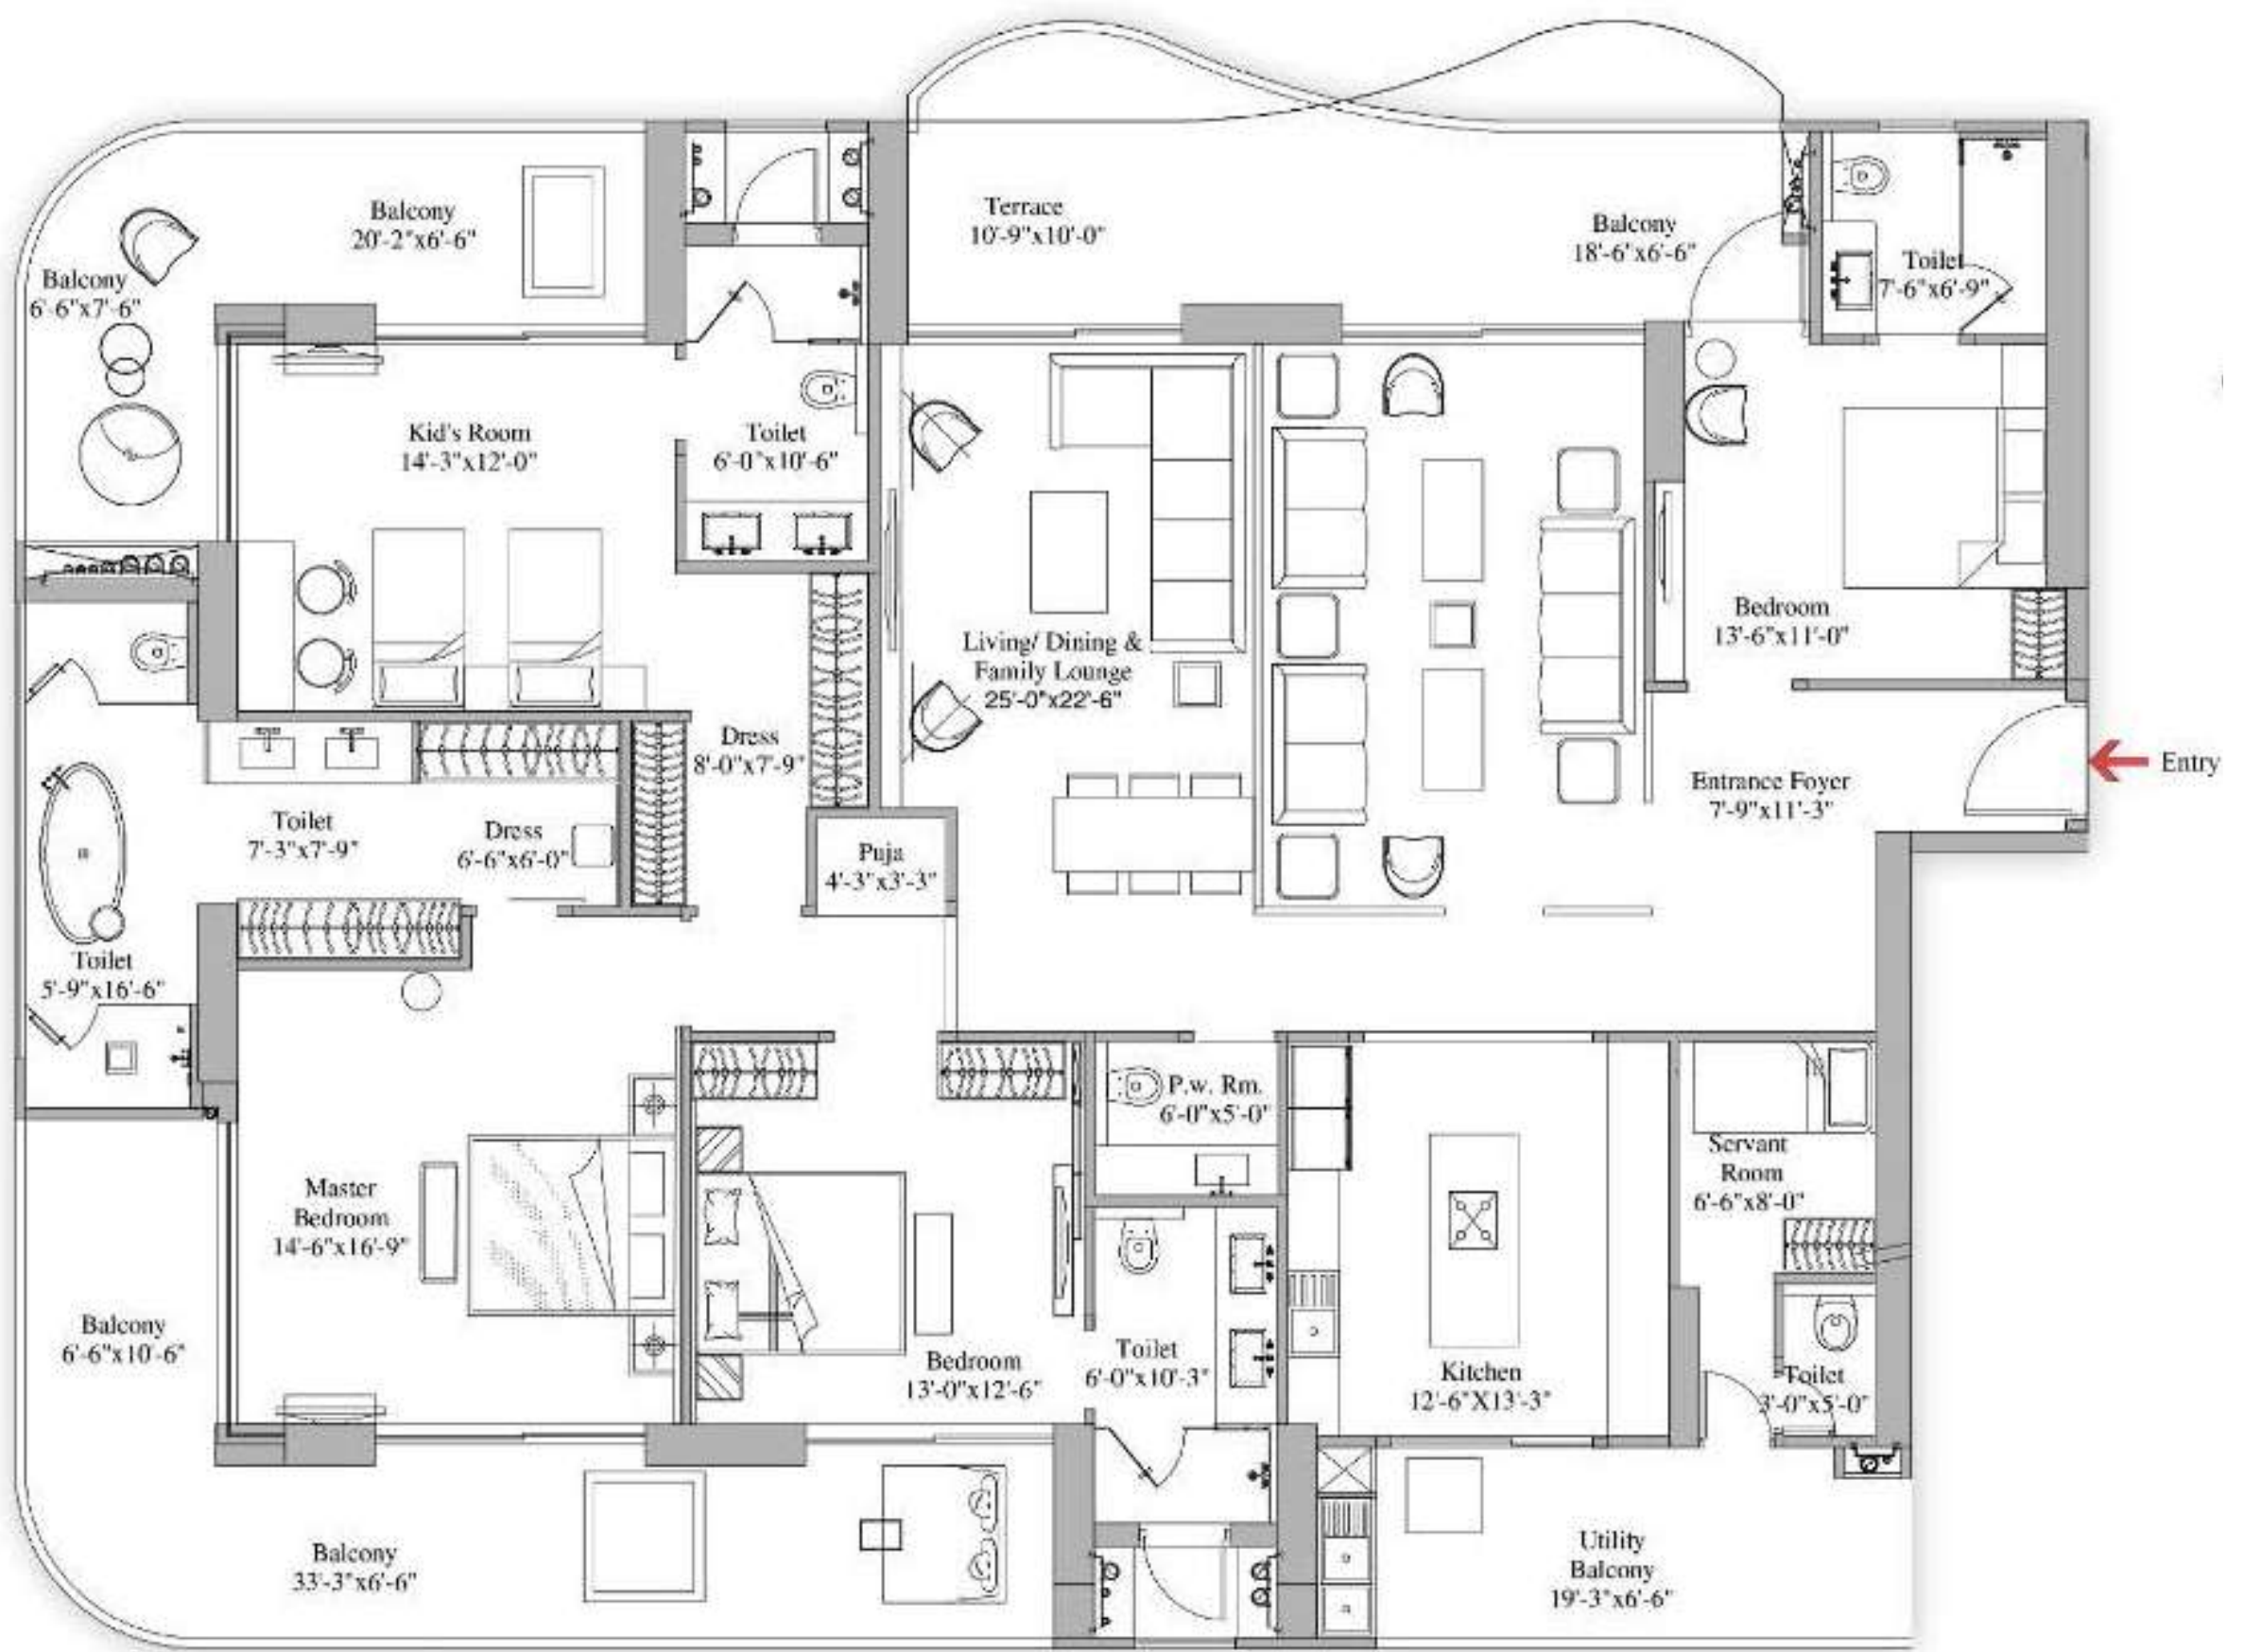 Balcony
20'-2"x6'-6"
Terrace
10'-9"x10'-0"
Balcony
18'-6"x6'-6"
Toilet
7'-6"x6'-9"
Balcony
6'-6"x7'-6"
Kid's Room
14'-3"x12'-0"
Toilet
6'-0"x10'-6"
Living/ Dining &
Family Lounge
25'-0"x22'-6"
Bedroom
13'-6"x11'-0"
Dress
8'-0"x7'-9"
Entrance Foyer
7'-9"x11'-3"
Entry
Toilet
7'-3"x7'-9"
Dress
6'-6"x6'-0"
Puja
4'-3"x3'-3"
Toilet
5'-9"x16'-6"
P.w. Rm.
6'-0"x5'-0"
Servant
Room
6'-6"x8'-0"
Master
Bedroom
14'-6"x16'-9"
Balcony
6'-6"x10'-6"
Bedroom
13'-0"x12'-6"
Toilet
6'-0"x10'-3"
Kitchen
12'-6"X13'-3"
Toilet
3'-0"x5'-0"
Balcony
33'-3"x6'-6"
Utility
Balcony
19'-3"x6'-6"